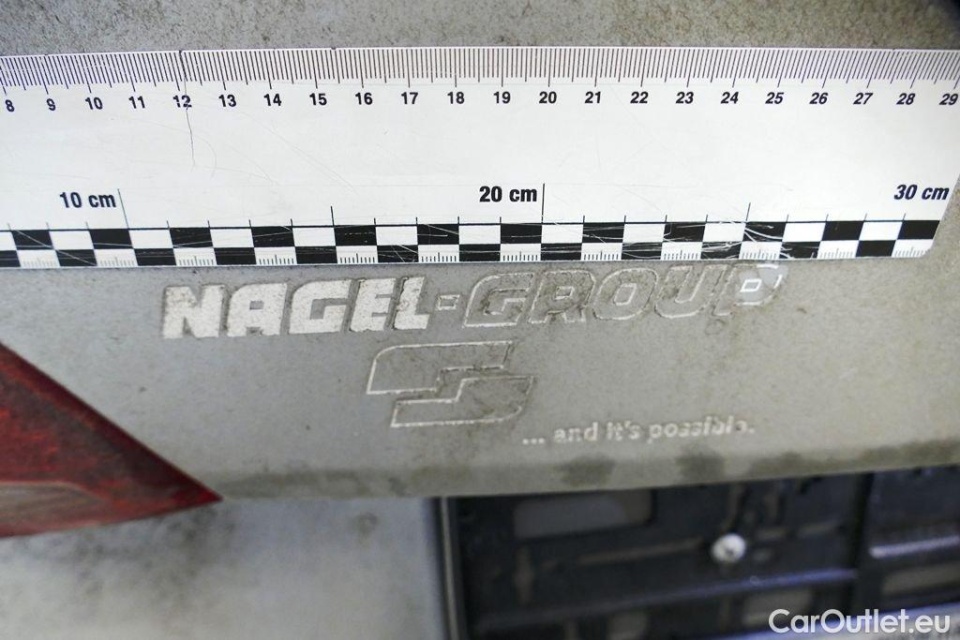 8 9 10 11 12 13 14 15 16 17 18 19 20 21 22 23 24 25 26 27 28 29
10 cm 20 cm 30 cm
NAGEL-GROUP
... and it's possible.
CarOutlet.eu